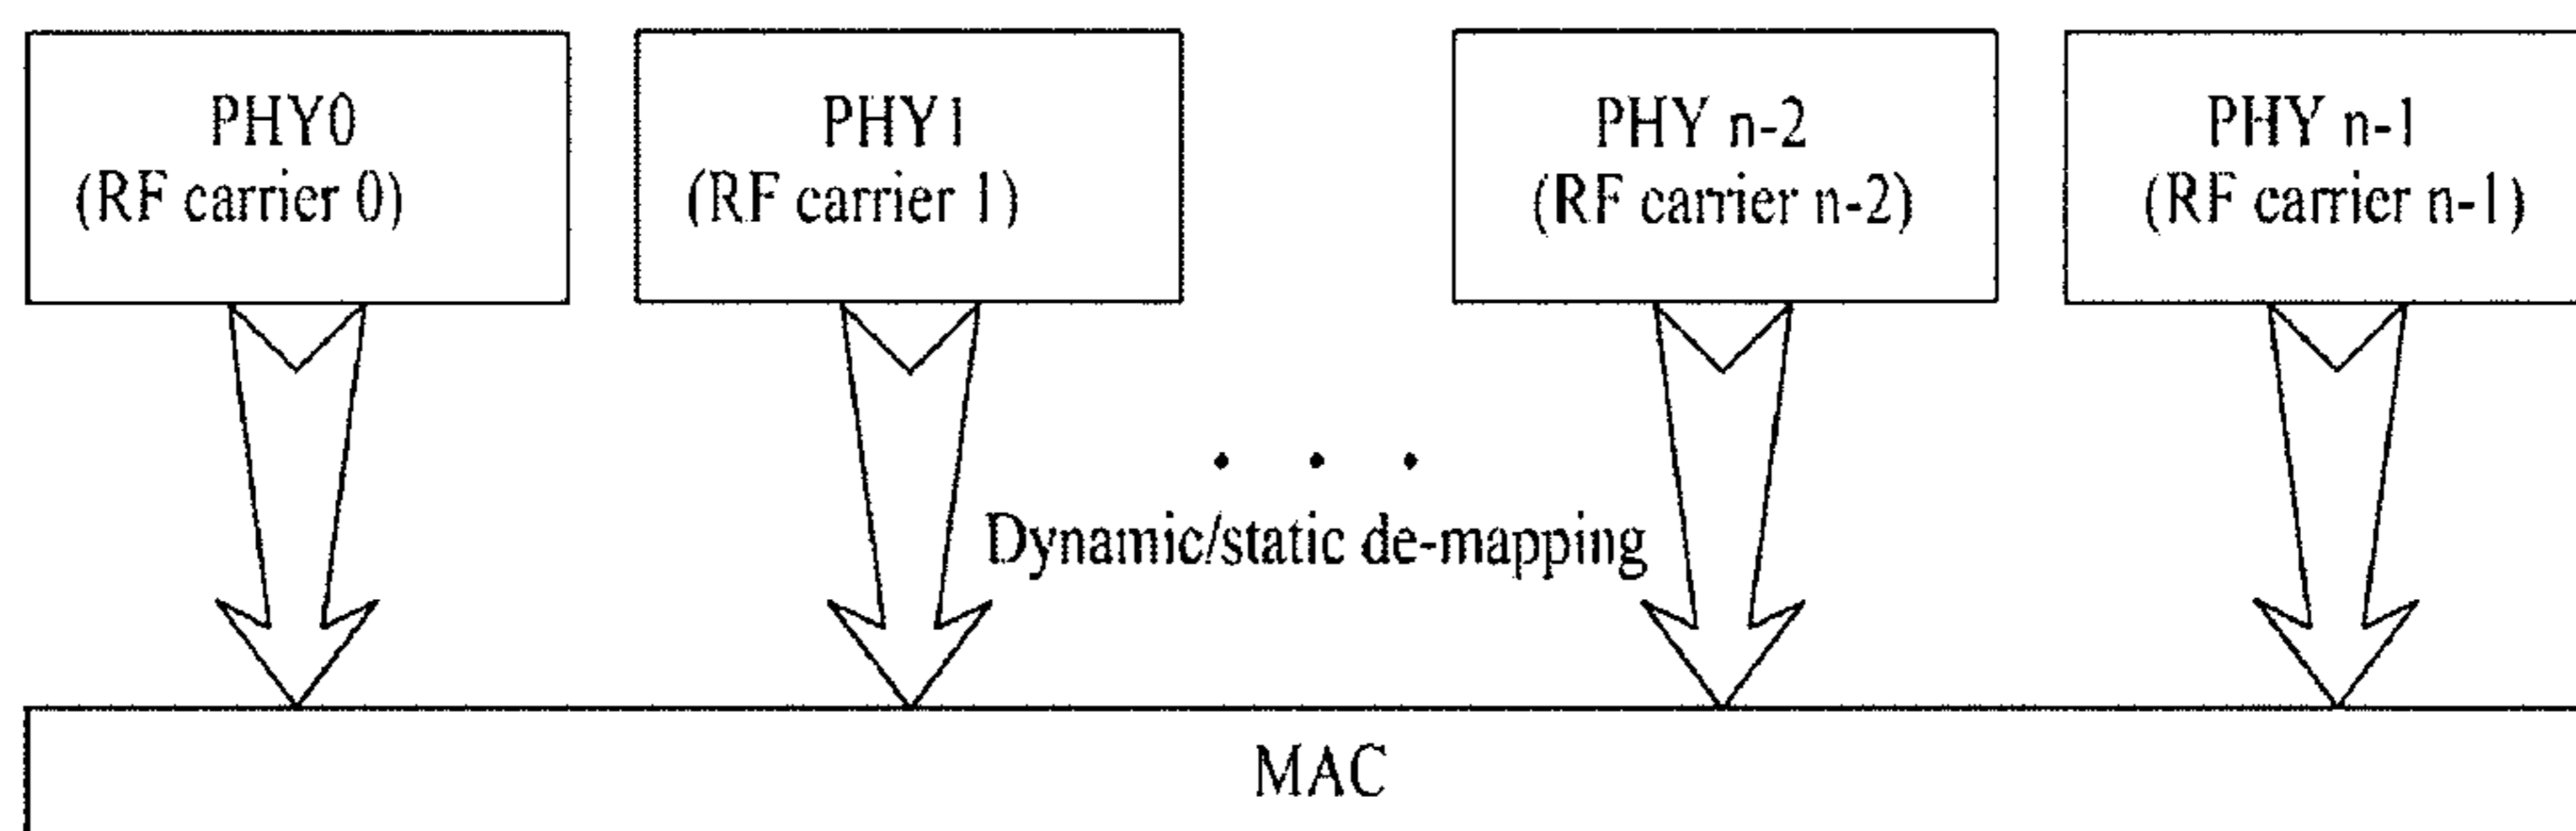 PHY0
(RF carrier 0)
PHY1
(RF carrier 1)
PHY n-2
(RF carrier n-2)
PHY n-1
(RF carrier n-1)
. . .
Dynamic/static de-mapping
MAC